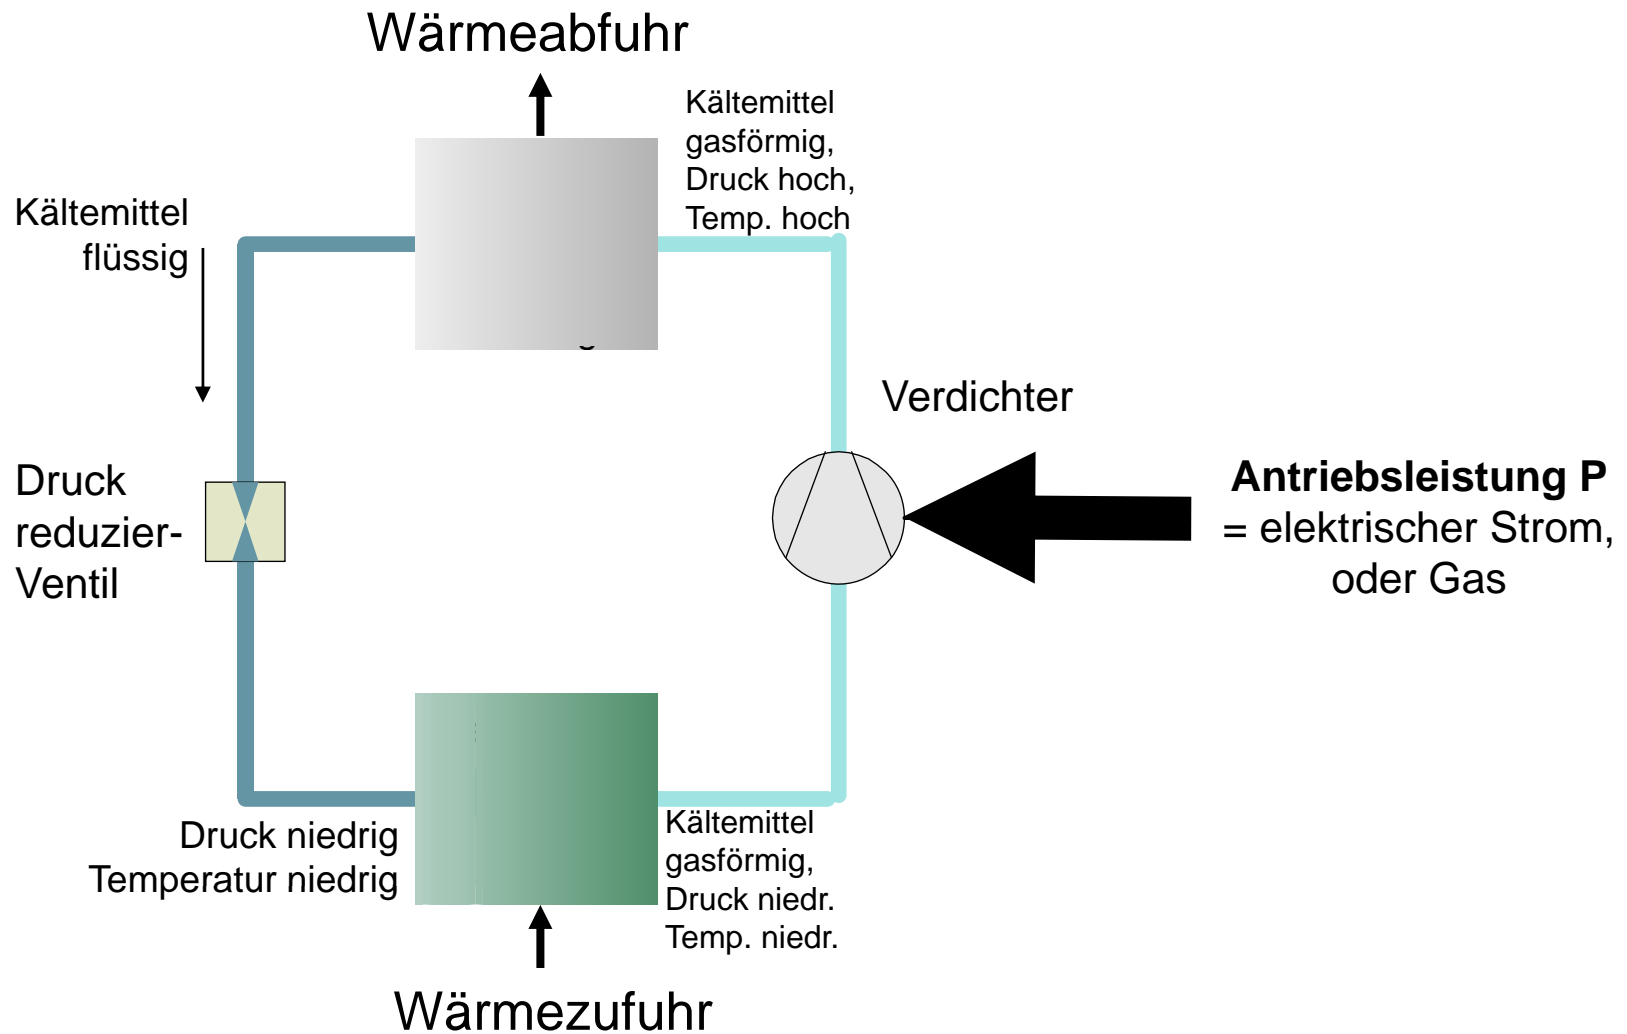 Wärmeabfuhr
Kältemittel
gasförmig,
Druck hoch,
Temp. hoch
Kältemittel
flüssig
Verdichter
Druck
reduzier-
Ventil
Antriebsleistung P
= elektrischer Strom,
oder Gas
Druck niedrig
Temperatur niedrig
Kältemittel
gasförmig,
Druck niedr.
Temp. niedr.
Wärmezufuhr